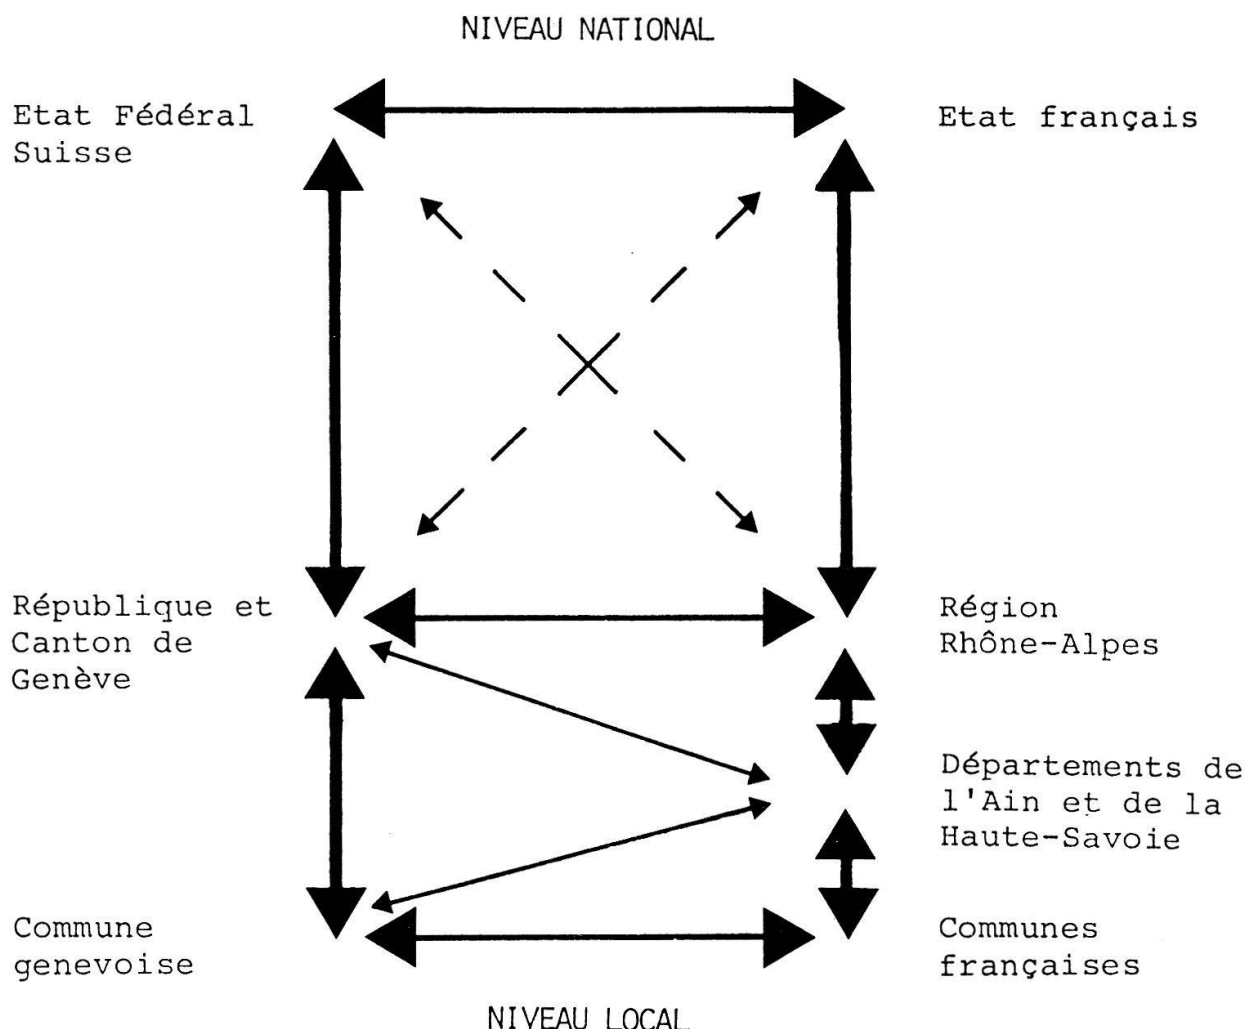 NIVEAU NATIONAL
Etat Fédéral
Suisse
Etat français
République et
Canton de
Genève
Région
Rhône-Alpes
Départements de
l'Ain et de la
Haute-Savoie
Commune
genevoise
Communes
françaises
NIVEAU LOCAL